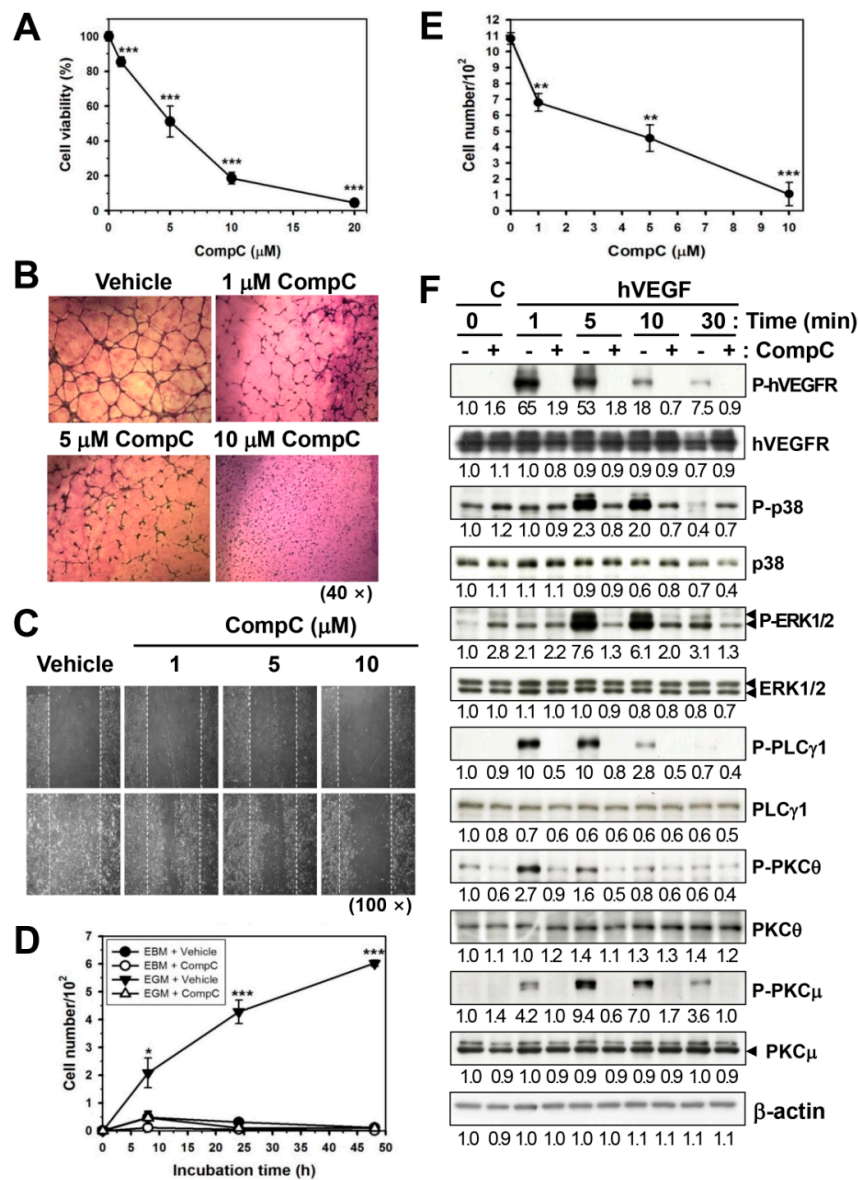 A
Cell viability (%)
100
80
60
40
20
0
***
***
***
***
0 5 10 15 20
CompC (μM)
B
Vehicle 1 μM CompC
5 μM CompC 10 μM CompC
(40 ×)
C
CompC (μM)
Vehicle 1 5 10
(100 ×)
D
Cell number/10²
7
6
5
4
3
2
1
0
EBM + Vehicle
EBM + CompC
EGM + Vehicle
EGM + CompC
*
***
***
0 5 10 15 20 25 30 35 40 45 50
Incubation time (h)
E
Cell number/10²
12
11
10
9
8
7
6
5
4
3
2
1
0
**
**
***
0 1 2 3 4 5 6 7 8 9 10
CompC (μM)
F
C hVEGF
0 1 5 10 30 : Time (min)
- + - + - + - + - + : CompC
P-hVEGFR
1.0 1.6 65 1.9 53 1.8 18 0.7 7.5 0.9
hVEGFR
1.0 1.1 1.0 0.8 0.9 0.9 0.9 0.9 0.7 0.9
P-p38
1.0 1.2 1.0 0.9 2.3 0.8 2.0 0.7 0.4 0.7
p38
1.0 1.1 1.1 1.1 0.9 0.9 0.6 0.8 0.7 0.4
P-ERK1/2
1.0 2.8 2.1 2.2 7.6 1.3 6.1 2.0 3.1 1.3
ERK1/2
1.0 1.0 1.1 1.0 1.0 0.9 0.8 0.8 0.8 0.7
P-PLCγ1
1.0 0.9 10 0.5 10 0.8 2.8 0.5 0.7 0.4
PLCγ1
1.0 0.8 0.7 0.6 0.6 0.6 0.6 0.6 0.6 0.5
P-PKCθ
1.0 0.6 2.7 0.9 1.6 0.5 0.8 0.6 0.6 0.4
PKCθ
1.0 1.1 1.0 1.2 1.4 1.1 1.3 1.3 1.4 1.2
P-PKCμ
1.0 1.4 4.2 1.0 9.4 0.6 7.0 1.7 3.6 1.0
PKCμ
1.0 0.9 1.0 0.9 0.9 0.9 0.9 0.9 1.0 0.9
β-actin
1.0 0.9 1.0 1.0 1.0 1.0 1.1 1.1 1.1 1.1